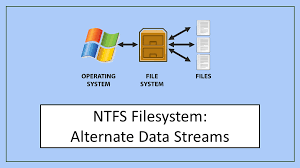 OPERATING
SYSTEM
FILE
SYSTEM
FILES
NTFS Filesystem:
Alternate Data Streams